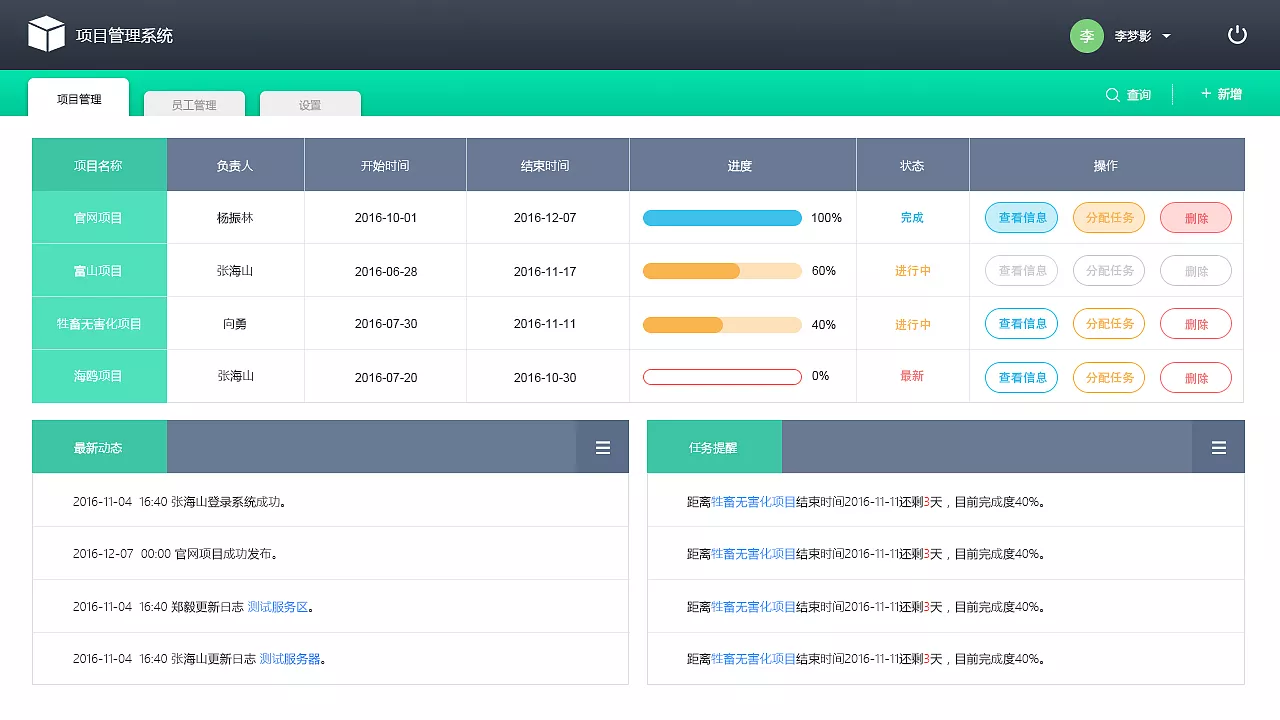 项目管理系统
李 李梦影
项目管理 员工管理 设置 查询 + 新增
项目名称 负责人 开始时间 结束时间 进度 状态 操作
官网项目 杨振林 2016-10-01 2016-12-07 100% 完成 查看信息 分配任务 删除
富山项目 张海山 2016-06-28 2016-11-17 60% 进行中 查看信息 分配任务 删除
牲畜无害化项目 向勇 2016-07-30 2016-11-11 40% 进行中 查看信息 分配任务 删除
海鸥项目 张海山 2016-07-20 2016-10-30 0% 最新 查看信息 分配任务 删除
最新动态
2016-11-04 16:40 张海山登录系统成功。
2016-12-07 00:00 官网项目成功发布。
2016-11-04 16:40 郑毅更新日志 测试服务区。
2016-11-04 16:40 张海山更新日志 测试服务器。
任务提醒
距离牲畜无害化项目结束时间2016-11-11还剩3天，目前完成度40%。
距离牲畜无害化项目结束时间2016-11-11还剩3天，目前完成度40%。
距离牲畜无害化项目结束时间2016-11-11还剩3天，目前完成度40%。
距离牲畜无害化项目结束时间2016-11-11还剩3天，目前完成度40%。